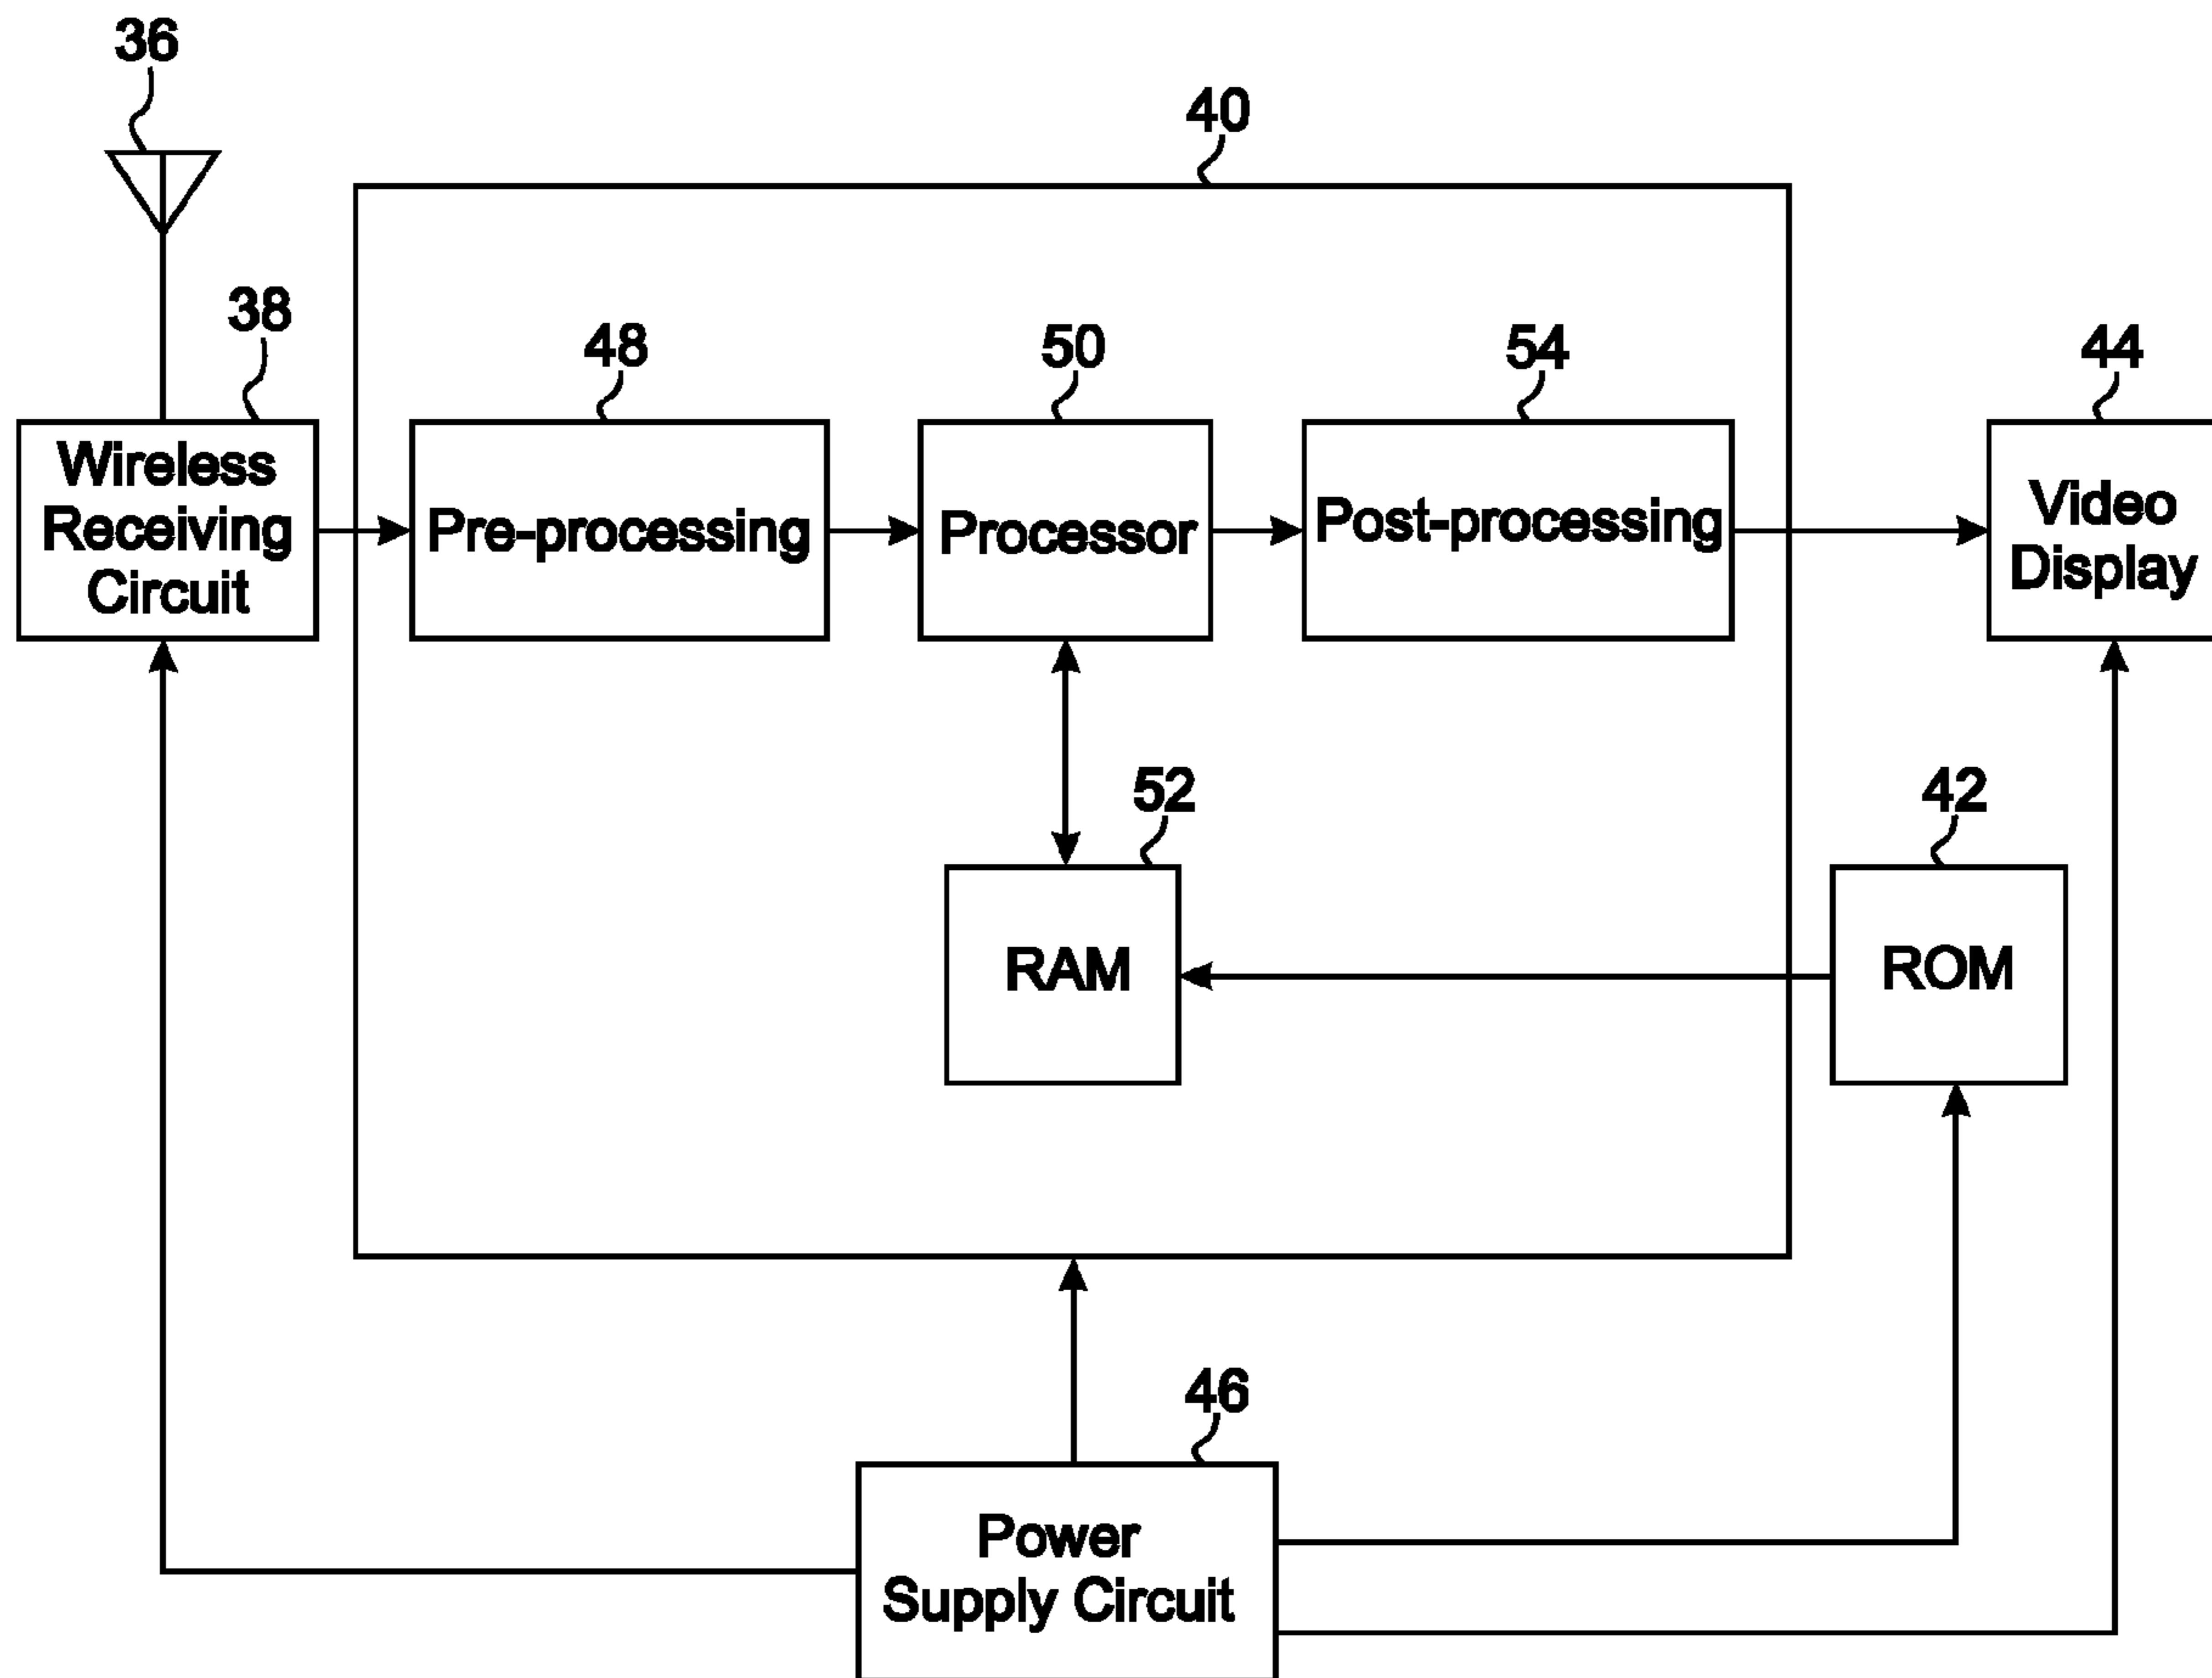 36
40
38
48
50
54
44
Wireless
Receiving
Circuit
Pre-processing
Processor
Post-processing
Video
Display
52
42
RAM
ROM
46
Power
Supply Circuit